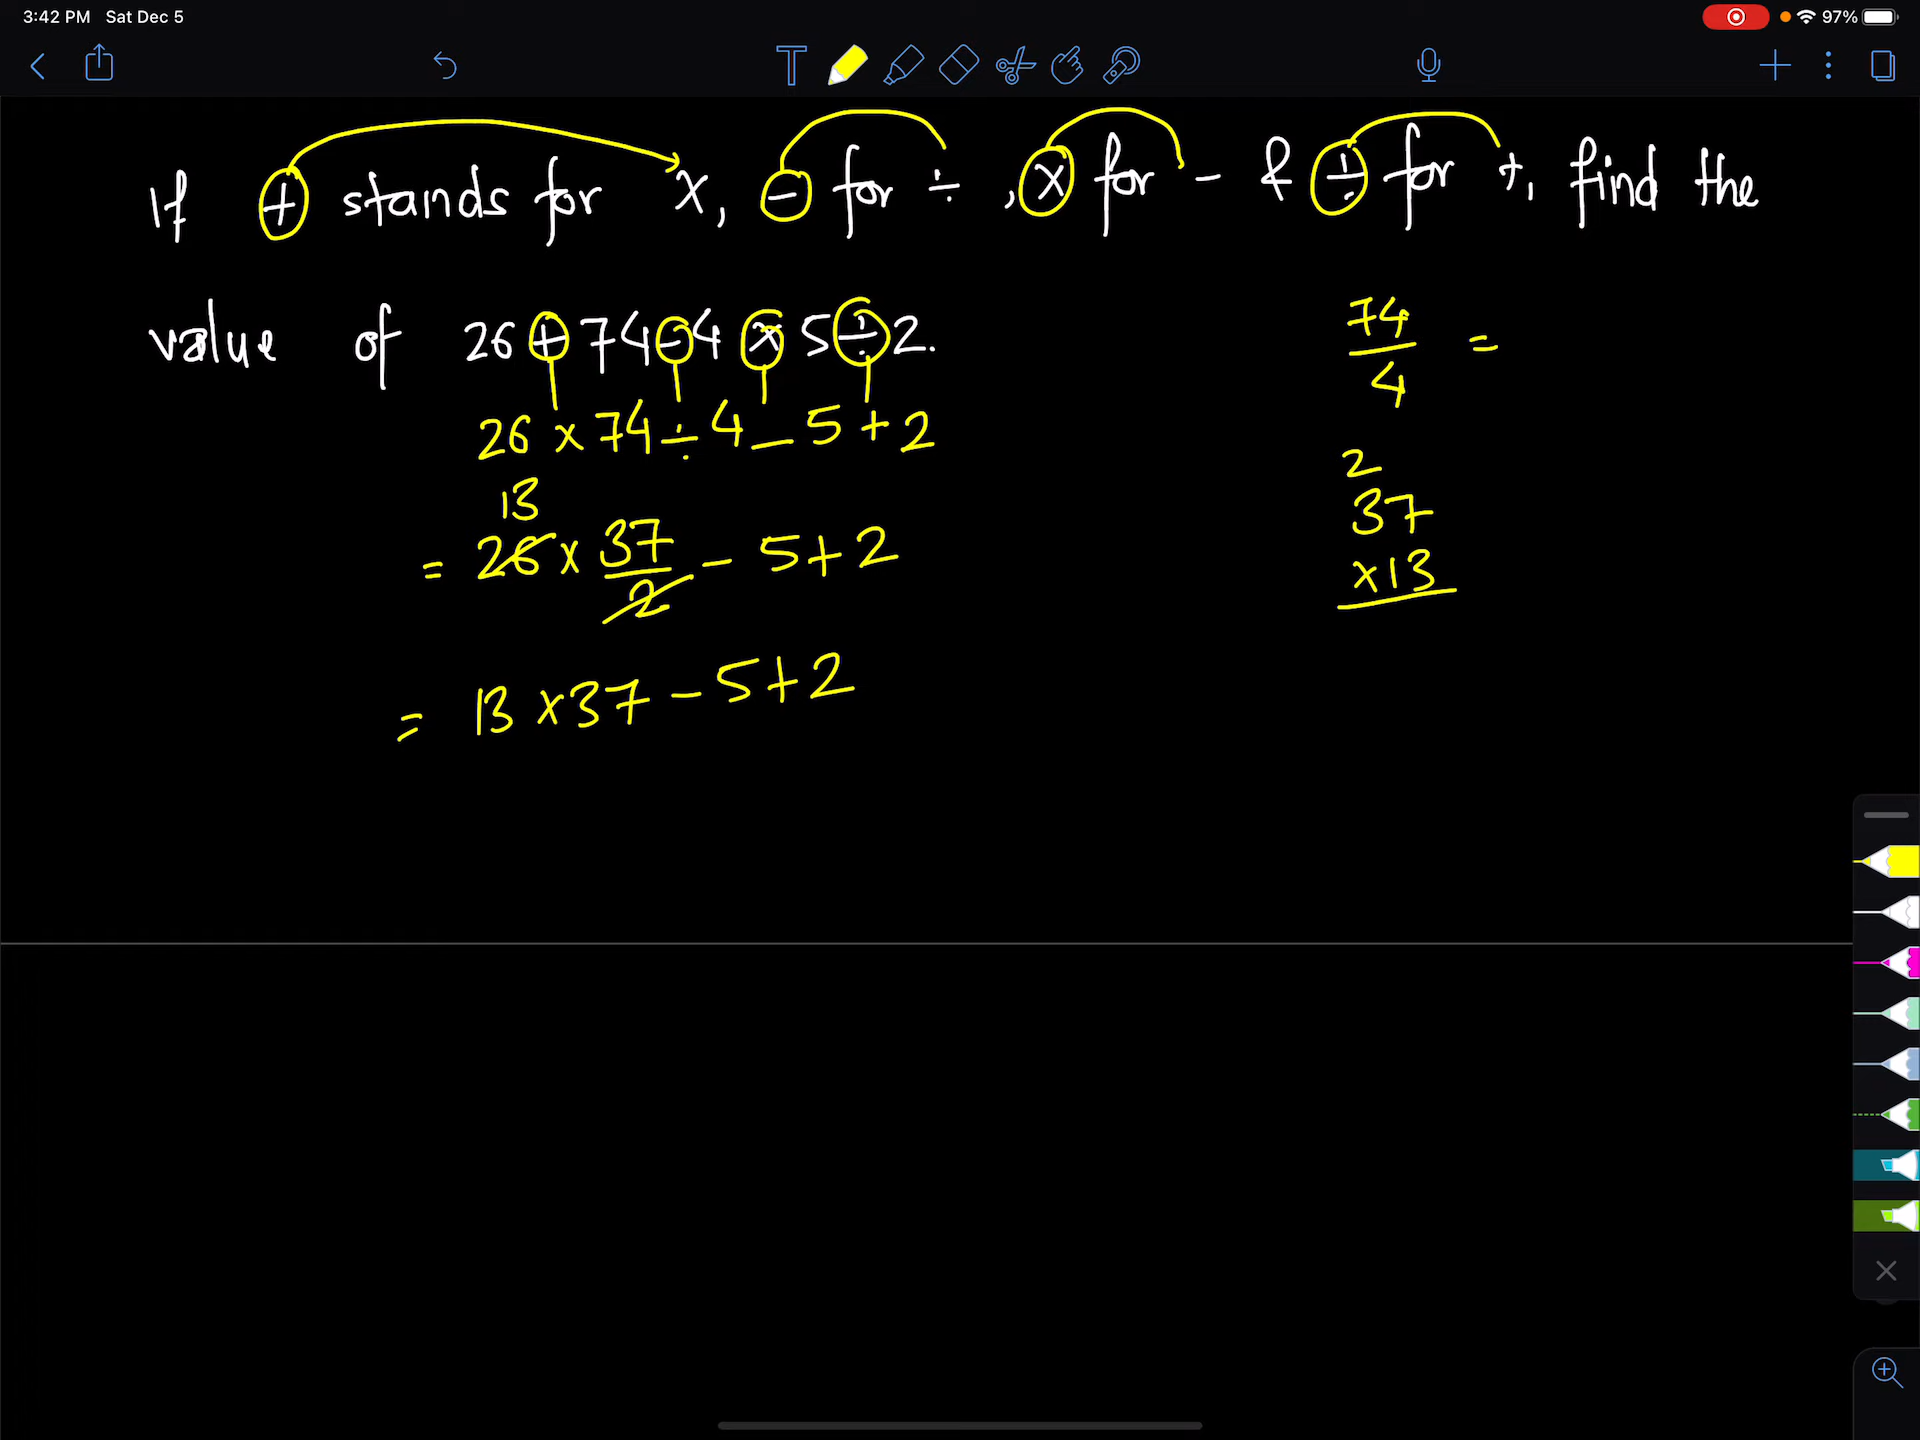 3:42 PM Sat Dec 5
97%
If + stands for ×, - for ÷, × for - & ÷ for +, find the
value of 26 + 74 - 4 × 5 ÷ 2.
26 × 74 ÷ 4 - 5 + 2
13
= 26 × 37/2 - 5 + 2
= 13 × 37 - 5 + 2
74/4 =
2
37
×13